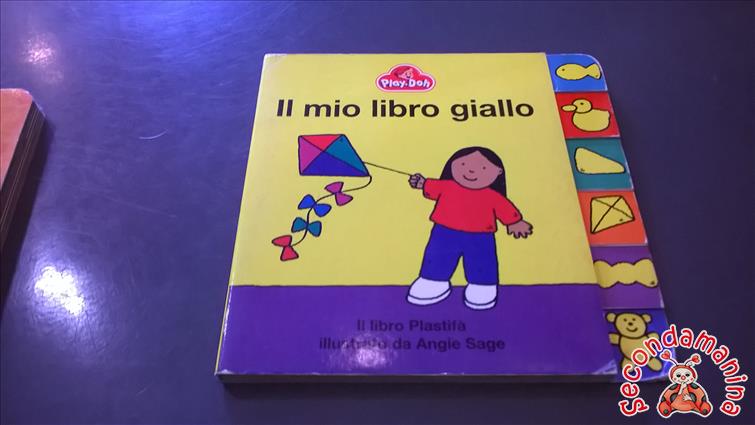 Play-Doh
Il mio libro giallo
Il libro Plastifà
illustrato da Angie Sage
secondamanina